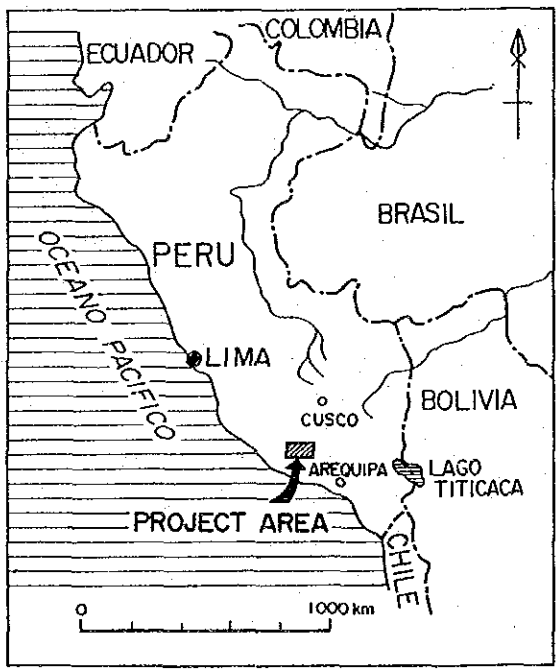 COLOMBIA
ECUADOR
BRASIL
PERU
OCEANO PACIFICO
LIMA
CUSCO
BOLIVIA
AREQUIPA
LAGO
TITICACA
PROJECT AREA
CHILE
0
1000 km